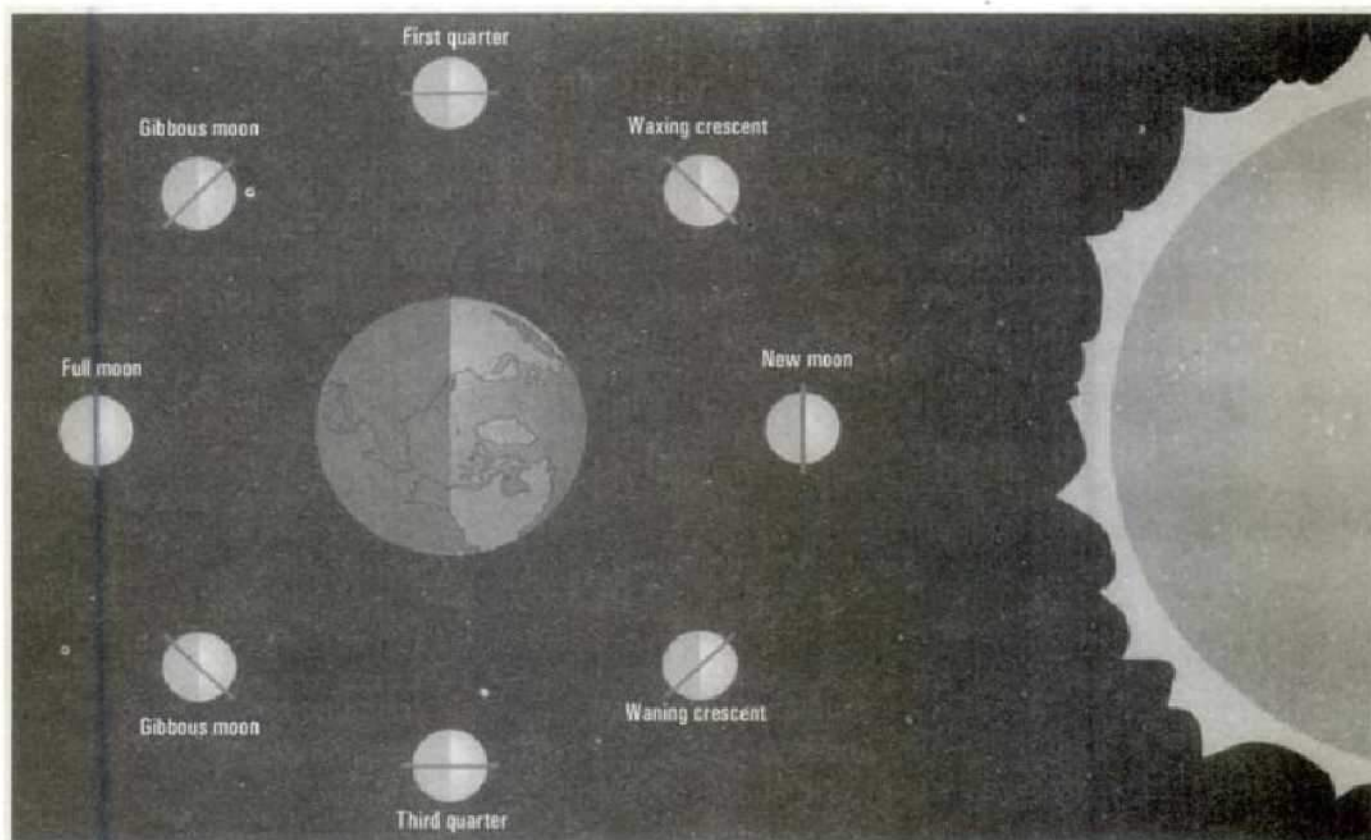 First quarter
Gibbous moon
Waxing crescent
Full moon
New moon
Gibbous moon
Waning crescent
Third quarter